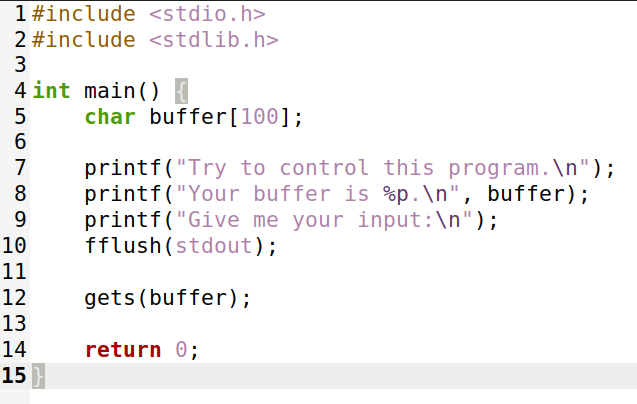 1 #include <stdio.h>
2 #include <stdlib.h>
3
4 int main() {
5     char buffer[100];
6
7     printf("Try to control this program.\n");
8     printf("Your buffer is %p.\n", buffer);
9     printf("Give me your input:\n");
10     fflush(stdout);
11
12     gets(buffer);
13
14     return 0;
15 }